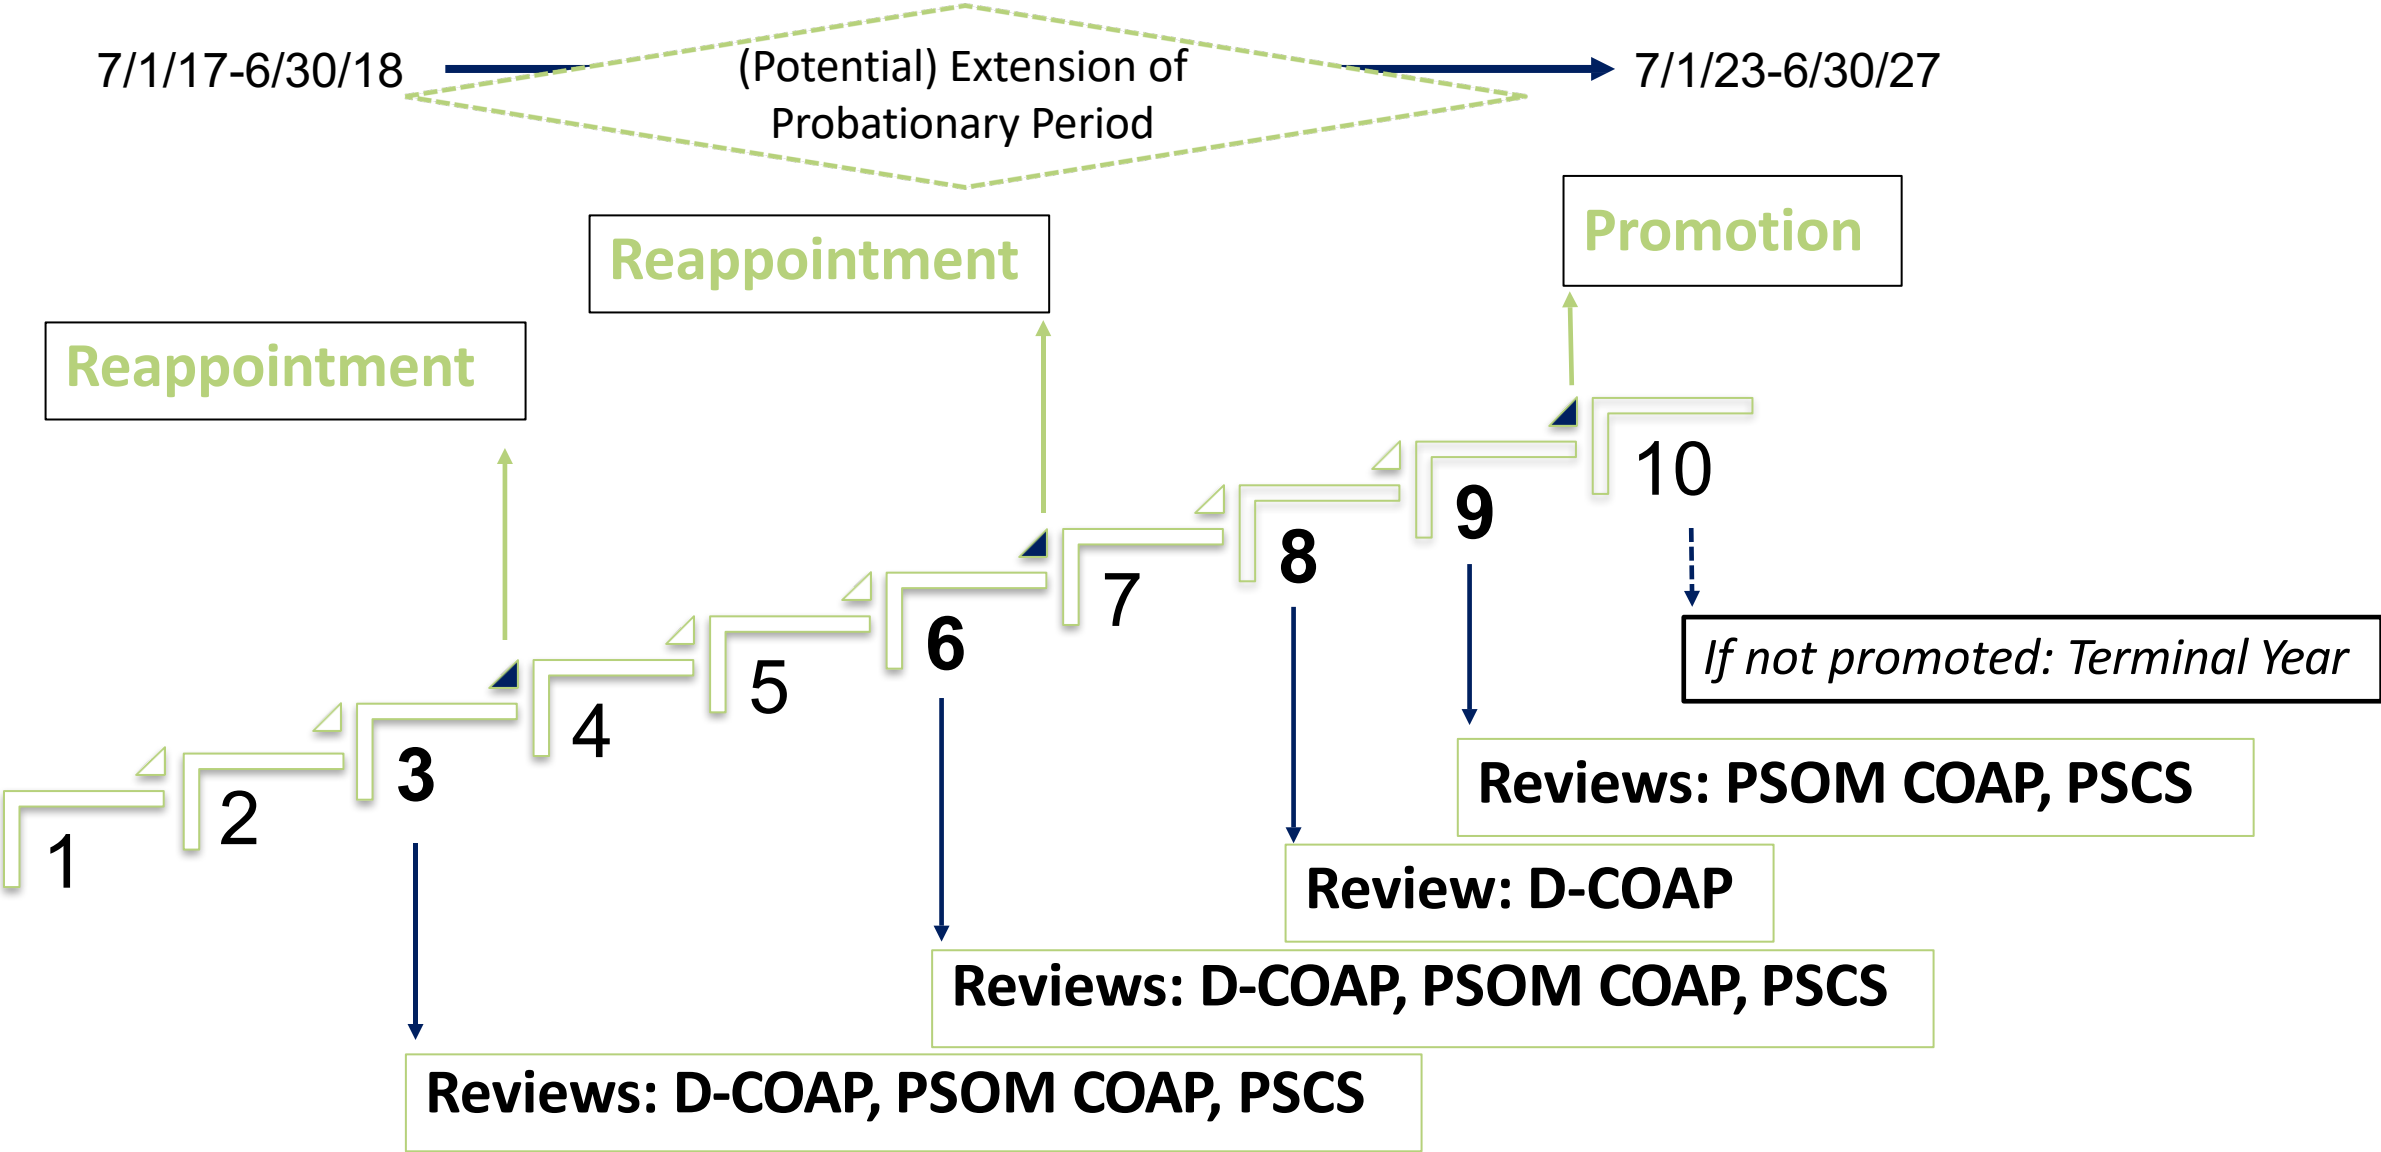 7/1/17-6/30/18
(Potential) Extension of
Probationary Period
7/1/23-6/30/27
Promotion
Reappointment
Reappointment
10
9
8
7
6
5
4
3
2
1
If not promoted: Terminal Year
Reviews: PSOM COAP, PSCS
Review: D-COAP
Reviews: D-COAP, PSOM COAP, PSCS
Reviews: D-COAP, PSOM COAP, PSCS